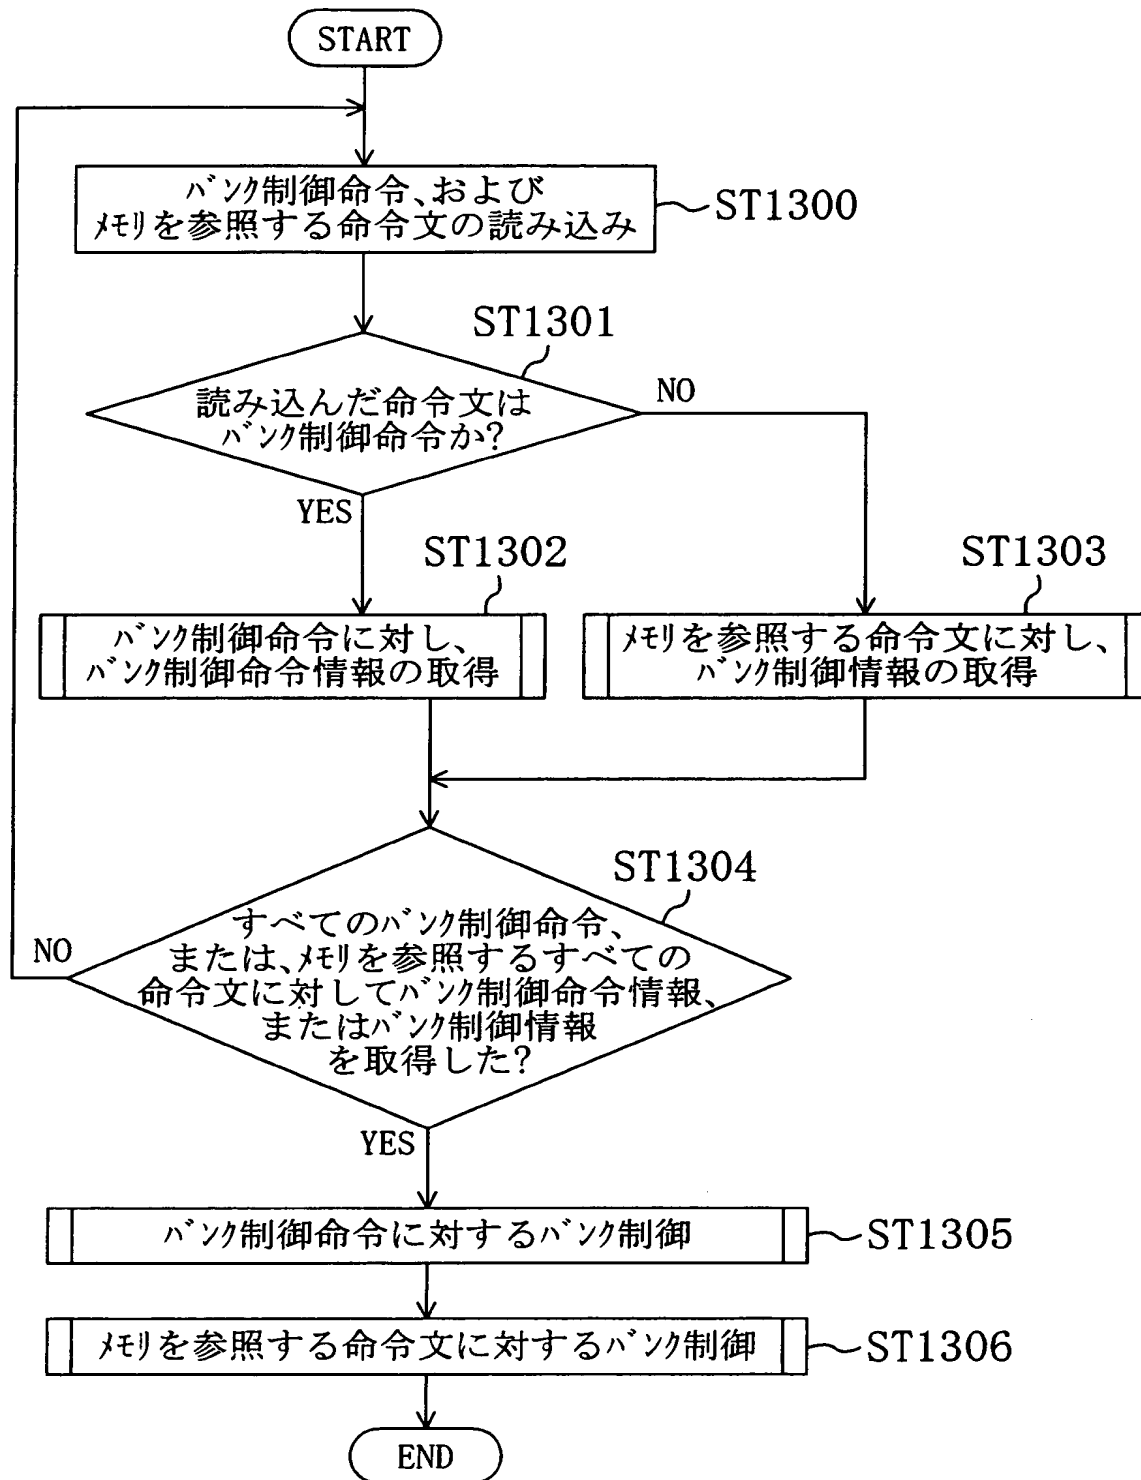 START
ﾊﾞﾝｸ制御命令、および
ﾒﾓﾘを参照する命令文の読み込み
ST1300
ST1301
読み込んだ命令文は
ﾊﾞﾝｸ制御命令か?
NO
YES
ST1302
ﾊﾞﾝｸ制御命令に対し、
ﾊﾞﾝｸ制御命令情報の取得
ST1303
ﾒﾓﾘを参照する命令文に対し、
ﾊﾞﾝｸ制御情報の取得
ST1304
すべてのﾊﾞﾝｸ制御命令、
または、ﾒﾓﾘを参照するすべての
命令文に対してﾊﾞﾝｸ制御命令情報、
またはﾊﾞﾝｸ制御情報
を取得した?
NO
YES
ﾊﾞﾝｸ制御命令に対するﾊﾞﾝｸ制御
ST1305
ﾒﾓﾘを参照する命令文に対するﾊﾞﾝｸ制御
ST1306
END